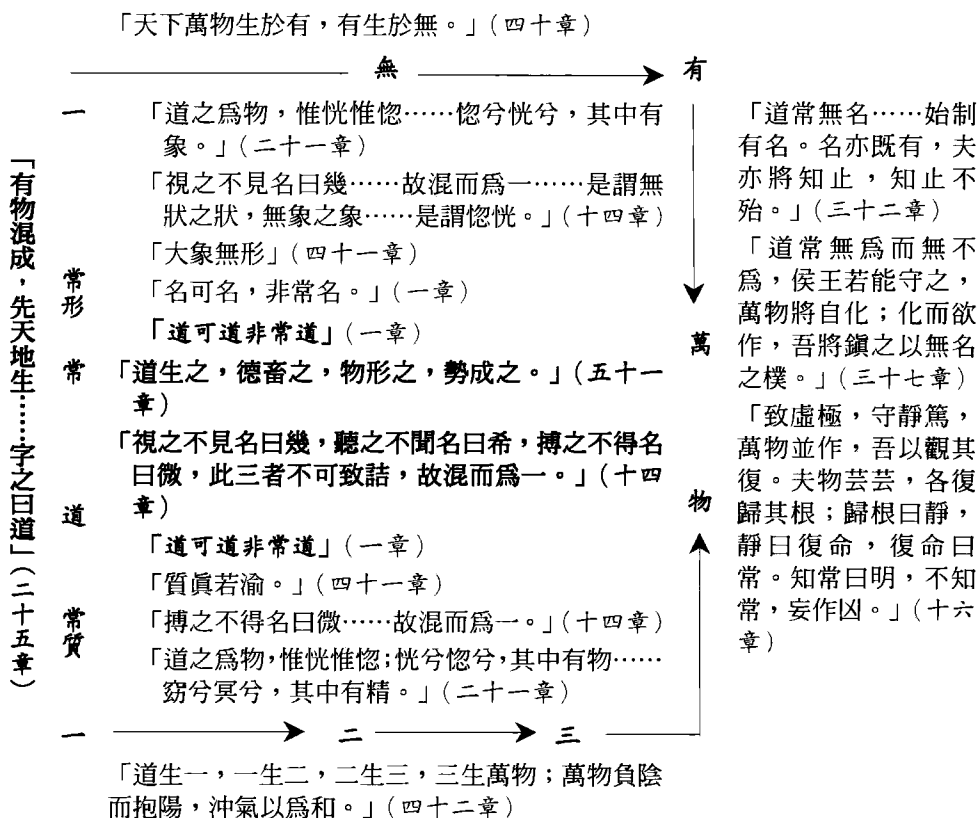 「天下萬物生於有，有生於無。」（四十章）
無
有
「有物混成，先天地生……字之曰道」（二十五章）
一
常形
常
道
常質
「道之爲物，惟恍惟惚……惚兮恍兮，其中有
象。」（二十一章）
「視之不見名曰幾……故混而爲一……是謂無
狀之狀，無象之象……是謂惚恍。」（十四章）
「大象無形」（四十一章）
「名可名，非常名。」（一章）
「道可道非常道」（一章）
「道生之，德畜之，物形之，勢成之。」（五十一
章）
「視之不見名曰幾，聽之不聞名曰希，搏之不得名
曰微，此三者不可致詰，故混而爲一。」（十四
章）
「道可道非常道」（一章）
「質眞若渝。」（四十一章）
「搏之不得名曰微……故混而爲一。」（十四章）
「道之爲物，惟恍惟惚；恍兮惚兮，其中有物……
窈兮冥兮，其中有精。」（二十一章）
一
二
三
「道生一，一生二，二生三，三生萬物；萬物負陰
而抱陽，沖氣以爲和。」（四十二章）
萬
物
「道常無名……始制
有名。名亦既有，夫
亦將知止，知止不
殆。」（三十二章）
「道常無爲而無不
爲，侯王若能守之，
萬物將自化；化而欲
作，吾將鎭之以無名
之樸。」（三十七章）
「致虛極，守靜篤，
萬物並作，吾以觀其
復。夫物芸芸，各復
歸其根；歸根曰靜，
靜曰復命，復命曰
常。知常曰明，不知
常，妄作凶。」（十六
章）